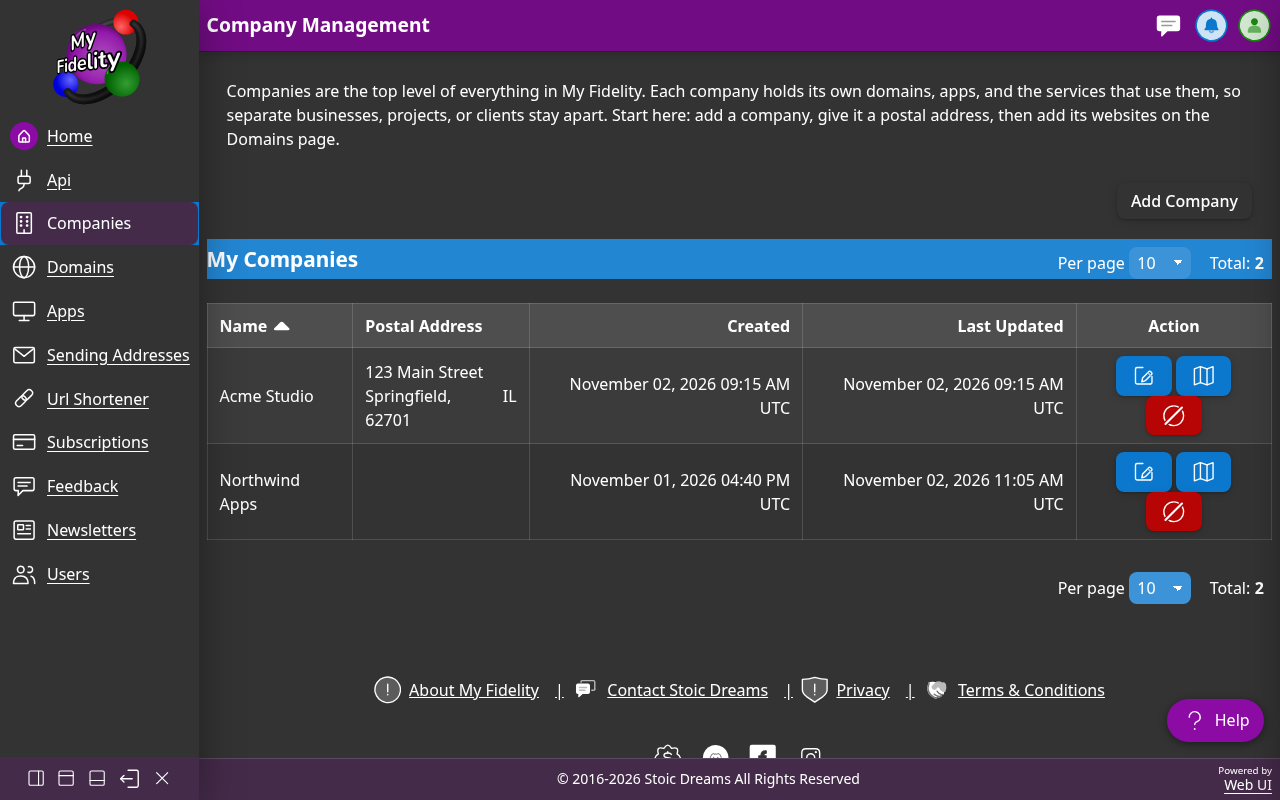 My
Fidelity
Company Management
Home
Api
Companies
Domains
Apps
Sending Addresses
Url Shortener
Subscriptions
Feedback
Newsletters
Users
Companies are the top level of everything in My Fidelity. Each company holds its own domains, apps, and the services that use them, so
separate businesses, projects, or clients stay apart. Start here: add a company, give it a postal address, then add its websites on the
Domains page.
Add Company
My Companies
Per page 10 Total: 2
Name Postal Address Created Last Updated Action
Acme Studio
123 Main Street
Springfield, IL
62701
November 02, 2026 09:15 AM
UTC
November 02, 2026 09:15 AM
UTC
Northwind
Apps
November 01, 2026 04:40 PM
UTC
November 02, 2026 11:05 AM
UTC
Per page 10 Total: 2
About My Fidelity | Contact Stoic Dreams | Privacy | Terms & Conditions
Help
© 2016-2026 Stoic Dreams All Rights Reserved
Powered by
Web UI